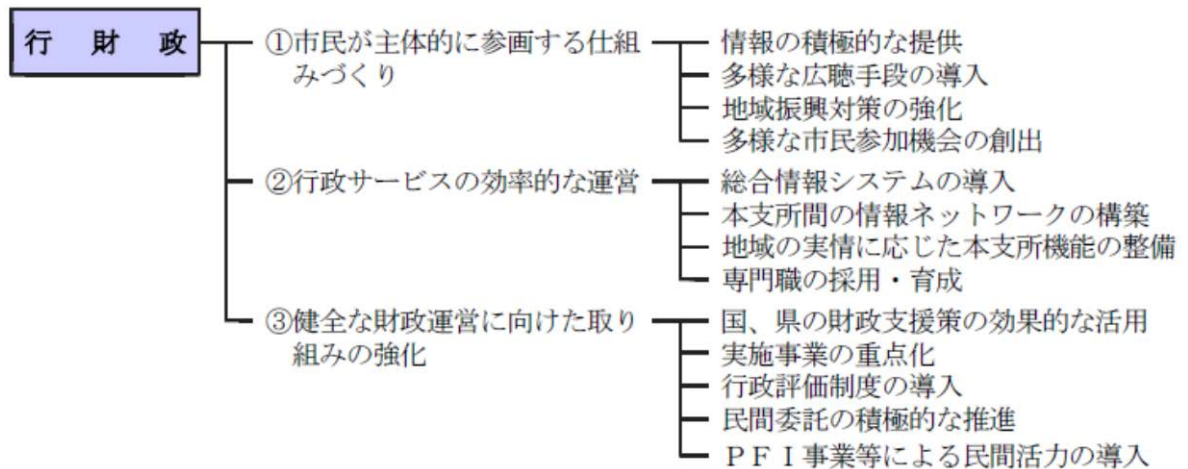 行　財　政
①市民が主体的に参画する仕組
みづくり
情報の積極的な提供
多様な広聴手段の導入
地域振興対策の強化
多様な市民参加機会の創出
②行政サービスの効率的な運営
総合情報システムの導入
本支所間の情報ネットワークの構築
地域の実情に応じた本支所機能の整備
専門職の採用・育成
③健全な財政運営に向けた取り
組みの強化
国、県の財政支援策の効果的な活用
実施事業の重点化
行政評価制度の導入
民間委託の積極的な推進
ＰＦＩ事業等による民間活力の導入